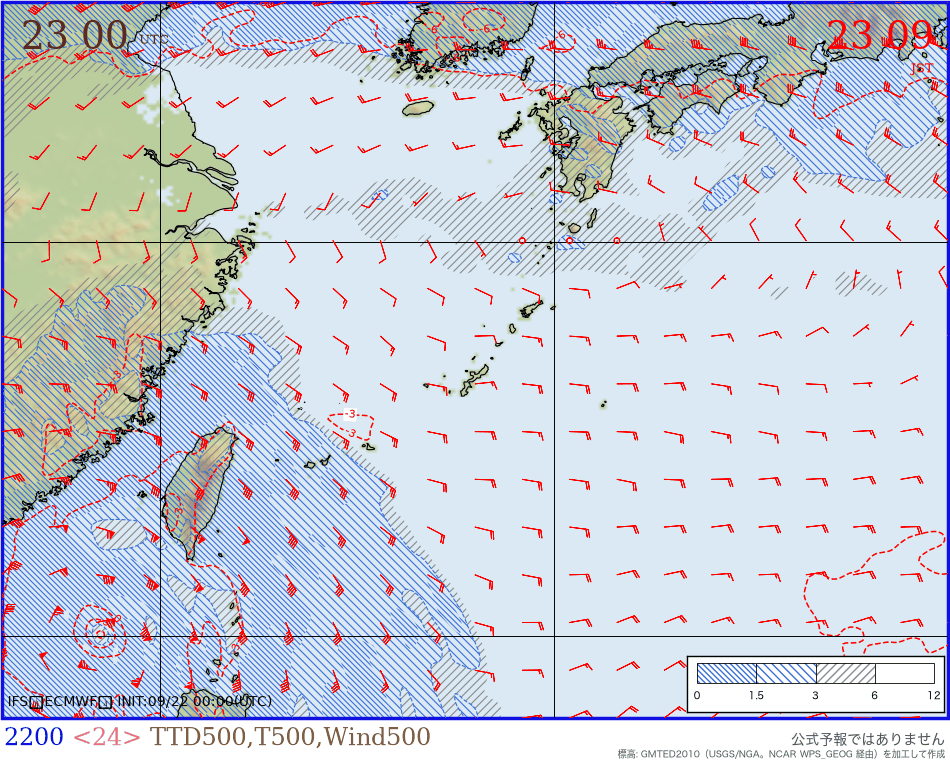 23 00 UTC
23 09
JST
-6
-3
-3
IFS□ECMWF□ INIT:09/22 00:00(UTC)
0 1.5 3 6 12
2200 <24> TTD500,T500,Wind500
公式予報ではありません
標高: GMTED2010（USGS/NGA。NCAR WPS_GEOG 経由）を加工して作成